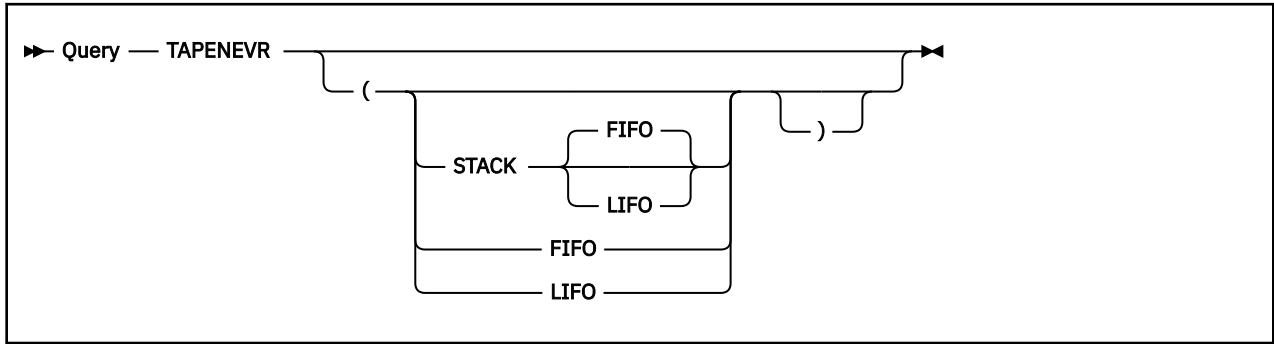 Query TAPENEVR
(
)
FIFO
STACK
LIFO
FIFO
LIFO